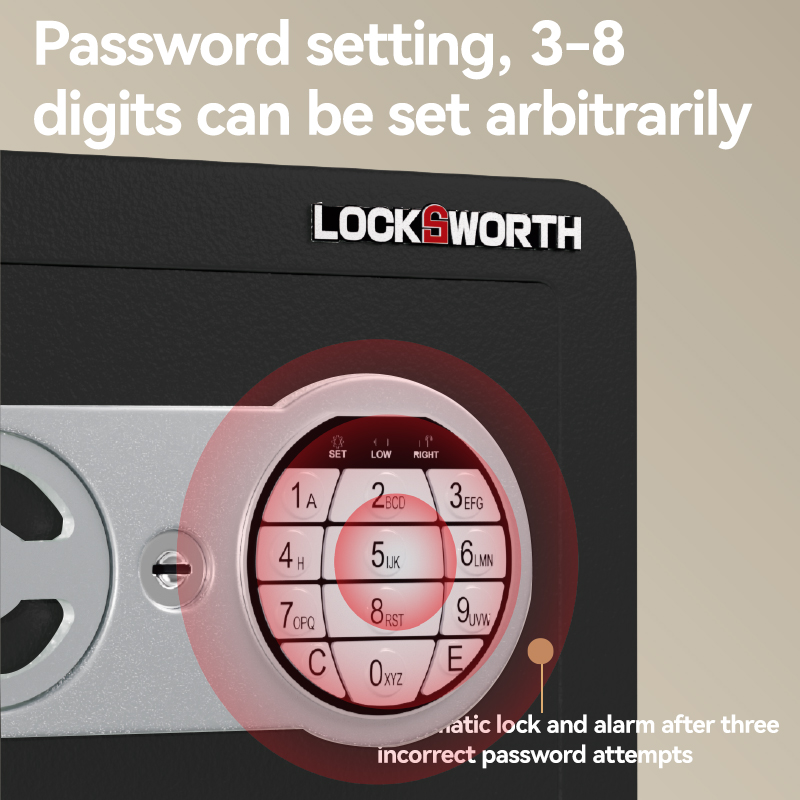 Password setting, 3-8
digits can be set arbitrarily
LOCKSWORTH
SET LOW RIGHT
1A 2BCD 3EFG
4H 5IJK 6LMN
7OPQ 8RST 9UVW
C 0XYZ E
lock and alarm after three
incorrect password attempts